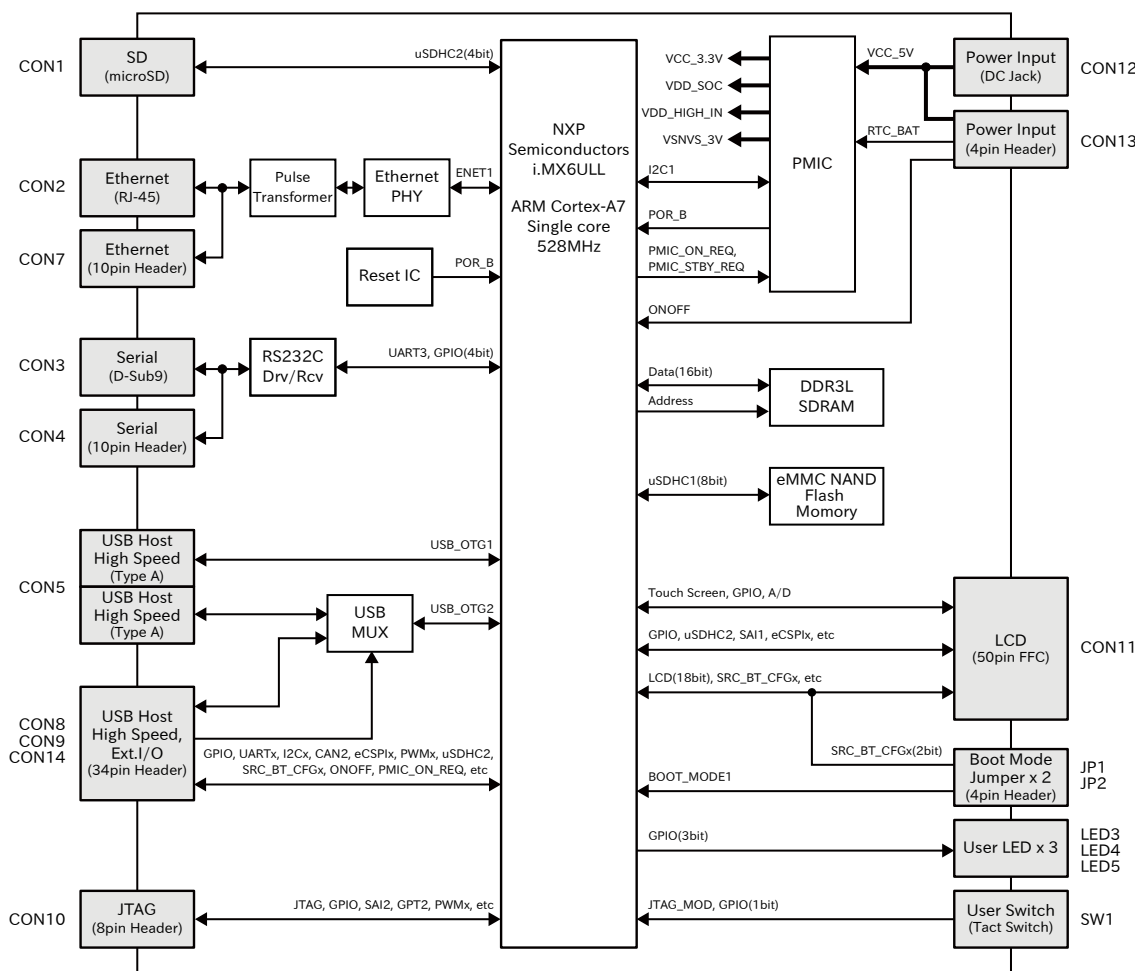 CON1
SD
(microSD)
uSDHC2(4bit)
CON2
Ethernet
(RJ-45)
Pulse
Transformer
Ethernet
PHY
ENET1
CON7
Ethernet
(10pin Header)
Reset IC
POR_B
CON3
Serial
(D-Sub9)
RS232C
Drv/Rcv
UART3, GPIO(4bit)
CON4
Serial
(10pin Header)
CON5
USB Host
High Speed
(Type A)
USB_OTG1
USB Host
High Speed
(Type A)
USB
MUX
USB_OTG2
CON8
CON9
CON14
USB Host
High Speed,
Ext.I/O
(34pin Header)
GPIO, UARTx, I2Cx, CAN2, eCSPIx, PWMx, uSDHC2,
SRC_BT_CFGx, ONOFF, PMIC_ON_REQ, etc
CON10
JTAG
(8pin Header)
JTAG, GPIO, SAI2, GPT2, PWMx, etc
NXP
Semiconductors
i.MX6ULL
ARM Cortex-A7
Single core
528MHz
VCC_3.3V
VDD_SOC
VDD_HIGH_IN
VSNVS_3V
I2C1
POR_B
PMIC_ON_REQ,
PMIC_STBY_REQ
ONOFF
PMIC
VCC_5V
RTC_BAT
Power Input
(DC Jack)
CON12
Power Input
(4pin Header)
CON13
Data(16bit)
Address
DDR3L
SDRAM
uSDHC1(8bit)
eMMC NAND
Flash
Momory
Touch Screen, GPIO, A/D
GPIO, uSDHC2, SAI1, eCSPIx, etc
LCD(18bit), SRC_BT_CFGx, etc
LCD
(50pin FFC)
CON11
SRC_BT_CFGx(2bit)
BOOT_MODE1
Boot Mode
Jumper x 2
(4pin Header)
JP1
JP2
GPIO(3bit)
User LED x 3
LED3
LED4
LED5
JTAG_MOD, GPIO(1bit)
User Switch
(Tact Switch)
SW1